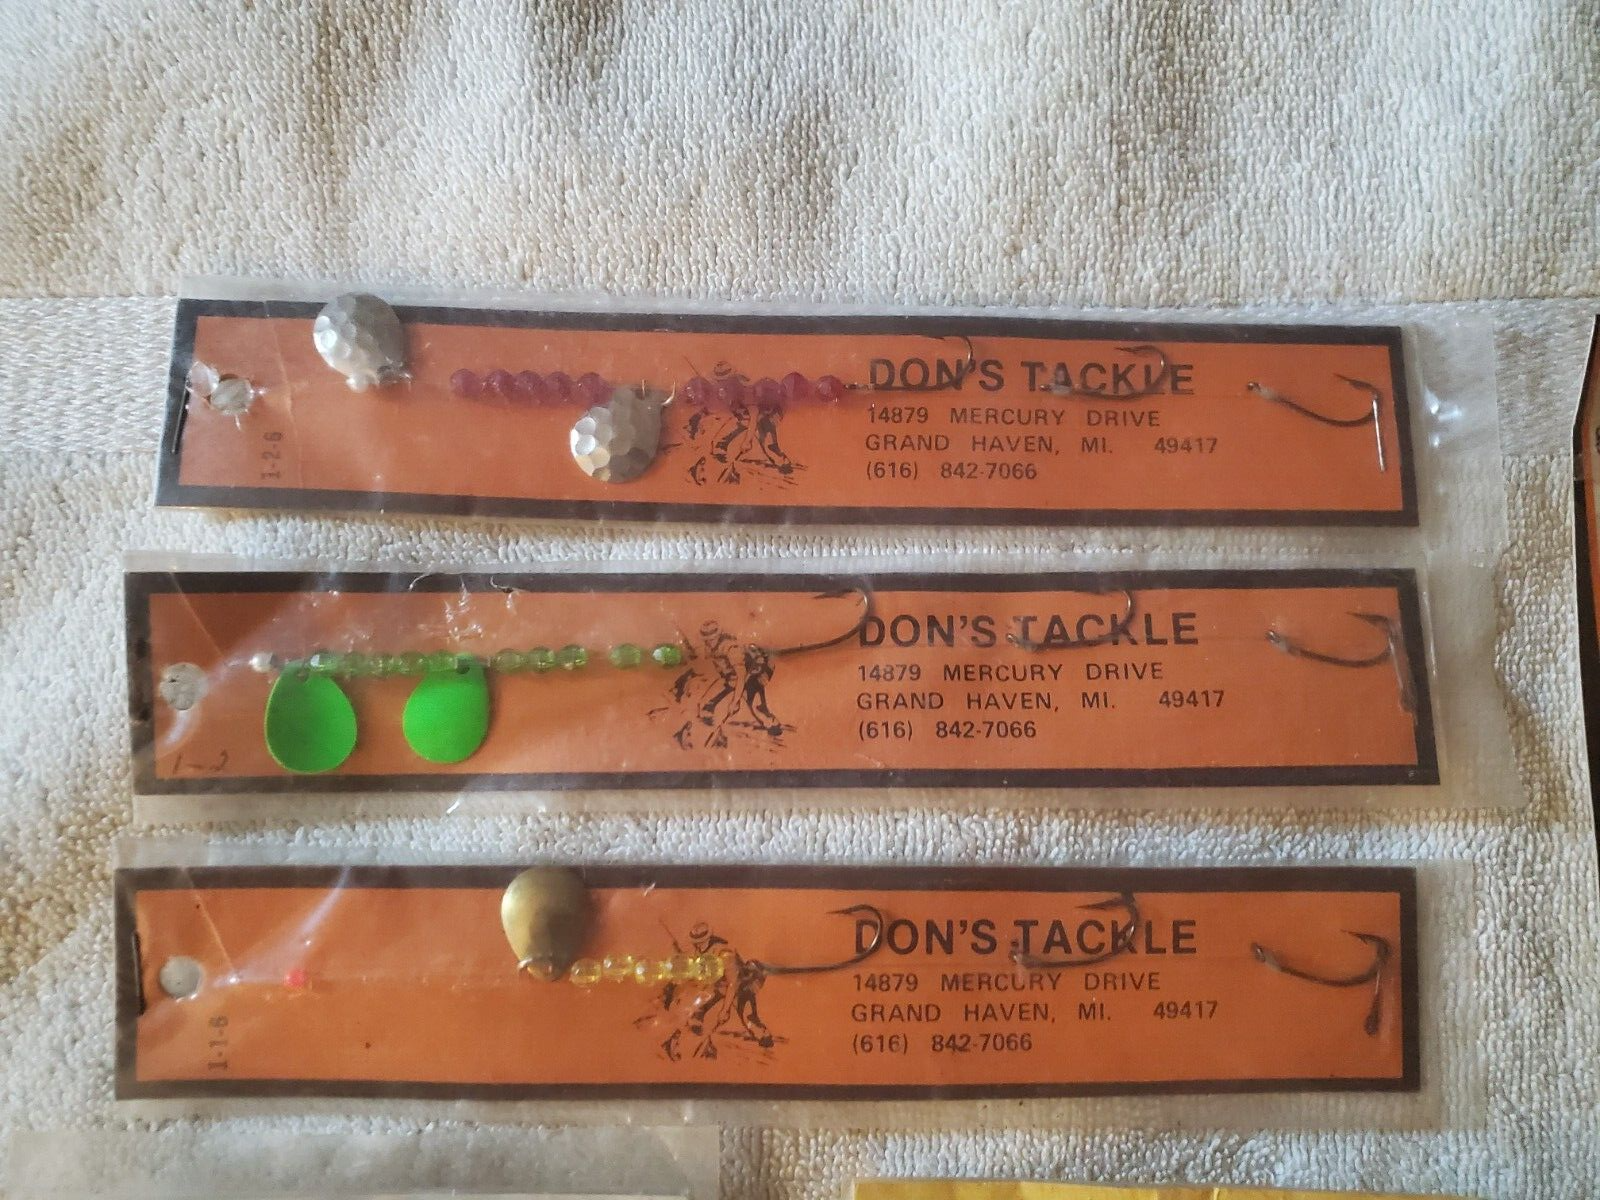 DON'S TACKLE
14879 MERCURY DRIVE
GRAND HAVEN, MI. 49417
(616) 842-7066
1-2-6
DON'S TACKLE
14879 MERCURY DRIVE
GRAND HAVEN, MI. 49417
(616) 842-7066
1-2
DON'S TACKLE
14879 MERCURY DRIVE
GRAND HAVEN, MI. 49417
(616) 842-7066
1-1-6